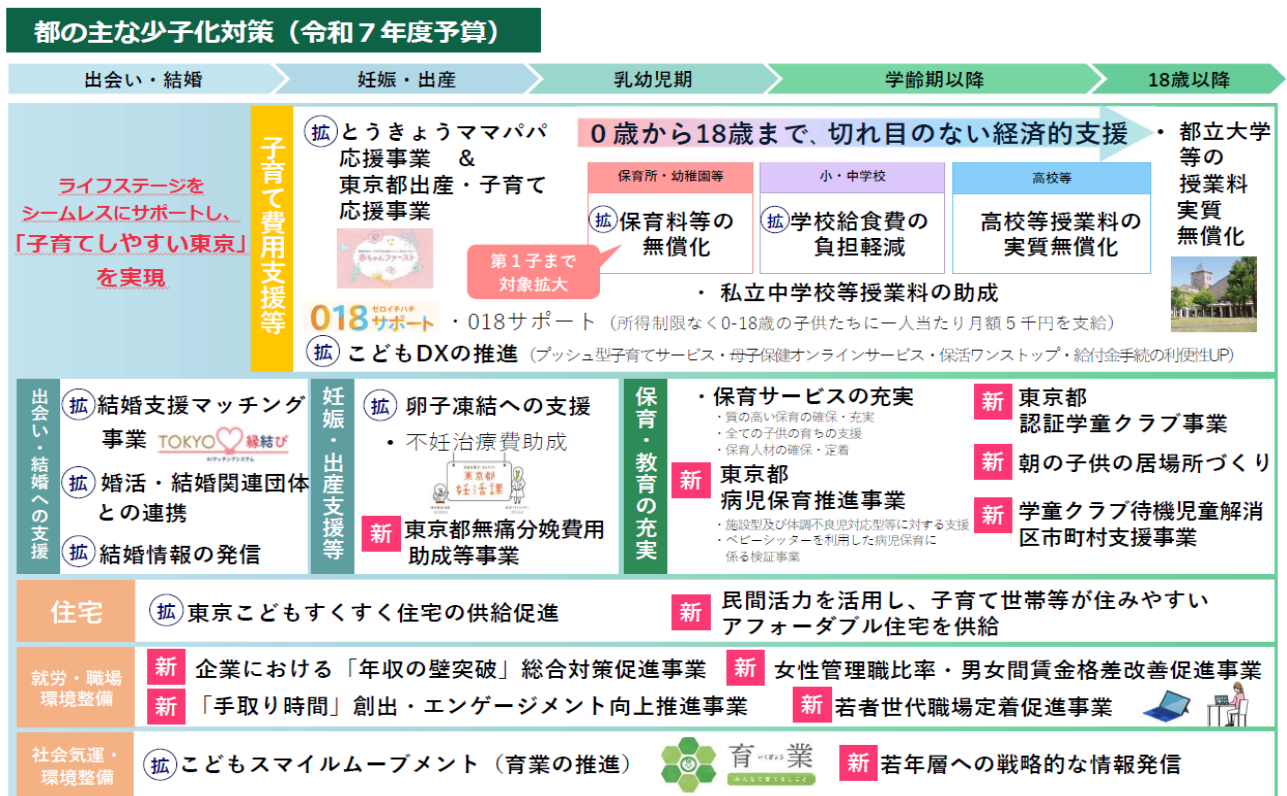 都の主な少子化対策（令和７年度予算）
出会い・結婚
妊娠・出産
乳幼児期
学齢期以降
18歳以降
ライフステージを
シームレスにサポートし、
「子育てしやすい東京」
を実現
子育て費用支援等
拡 とうきょうママパパ
応援事業 ＆
東京都出産・子育て
応援事業
赤ちゃんファースト
０歳から18歳まで、切れ目のない経済的支援
保育所・幼稚園等
拡 保育料等の
無償化
第１子まで
対象拡大
小・中学校
拡 学校給食費の
負担軽減
高校等
高校等授業料の
実質無償化
・ 私立中学校等授業料の助成
・ 都立大学
等の
授業料
実質
無償化
018 ゼロイチハチ サポート
・018サポート（所得制限なく0-18歳の子供たちに一人当たり月額５千円を支給）
拡 こどもDXの推進（プッシュ型子育てサービス・母子保健オンラインサービス・保活ワンストップ・給付金手続の利便性UP）
出会い・結婚への支援
拡 結婚支援マッチング
事業
TOKYO 縁結び
AIマッチングシステム
拡 婚活・結婚関連団体
との連携
拡 結婚情報の発信
妊娠・出産支援等
拡 卵子凍結への支援
・ 不妊治療費助成
東京都
妊活課
新 東京都無痛分娩費用
助成等事業
保育・教育の充実
・保育サービスの充実
・質の高い保育の確保・充実
・全ての子供の育ちの支援
・保育人材の確保・定着
新 東京都
病児保育推進事業
・施設型及び体調不良児対応型等に対する支援
・ベビーシッターを利用した病児保育に
係る検証事業
新 東京都
認証学童クラブ事業
新 朝の子供の居場所づくり
新 学童クラブ待機児童解消
区市町村支援事業
住宅
拡 東京こどもすくすく住宅の供給促進
新 民間活力を活用し、子育て世帯等が住みやすい
アフォーダブル住宅を供給
就労・職場
環境整備
新 企業における「年収の壁突破」総合対策促進事業
新 女性管理職比率・男女間賃金格差改善促進事業
新 「手取り時間」創出・エンゲージメント向上推進事業
新 若者世代職場定着促進事業
社会気運・
環境整備
拡 こどもスマイルムーブメント（育業の推進）
育 いくぎょう 業
みんなで育てるしごと
新 若年層への戦略的な情報発信